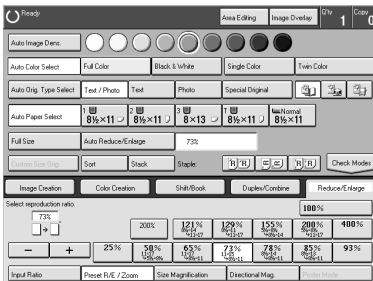 Ready Area Editing Image Overlay Q'ty 1 Copy 0
Auto Image Dens.
Auto Color Select Full Color Black & White Single Color Twin Color
Auto Orig. Type Select Text / Photo Text Photo Special Original
Auto Paper Select 1 8½×11 2 8½×11 3 8×13 T 8½×11 Normal 8½×11
Full Size Auto Reduce/Enlarge 73%
Custom Size Orig. Sort Stack Staple: Check Modes
Image Creation Color Creation Shift/Book Duplex/Combine Reduce/Enlarge
Select reproduction ratio. 100%
73%
200% 121% 129% 155% 200% 400%
− + 25% 50% 65% 73% 78% 85% 93%
Input Ratio Preset R/E / Zoom Size Magnification Directional Mag. Poster Mode